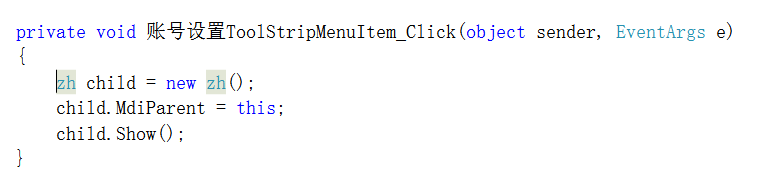 private void 账号设置ToolStripMenuItem_Click(object sender, EventArgs e)
{
    zh child = new zh();
    child.MdiParent = this;
    child.Show();
}